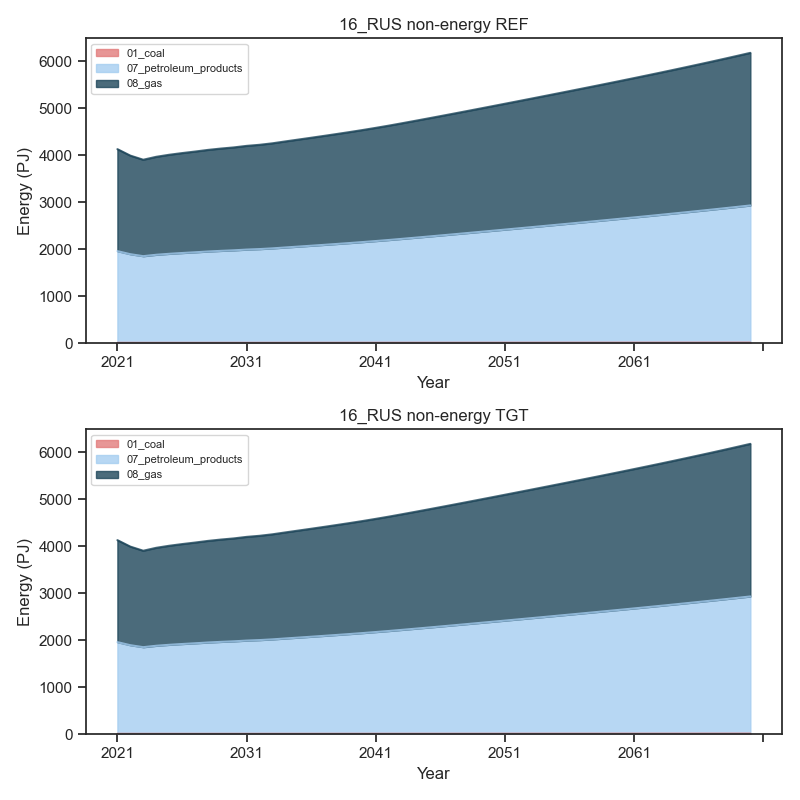 16_RUS non-energy REF
01_coal
07_petroleum_products
08_gas
6000
5000
4000
3000
2000
1000
0
Energy (PJ)
2021 2031 2041 2051 2061
Year
16_RUS non-energy TGT
01_coal
07_petroleum_products
08_gas
6000
5000
4000
3000
2000
1000
0
Energy (PJ)
2021 2031 2041 2051 2061
Year